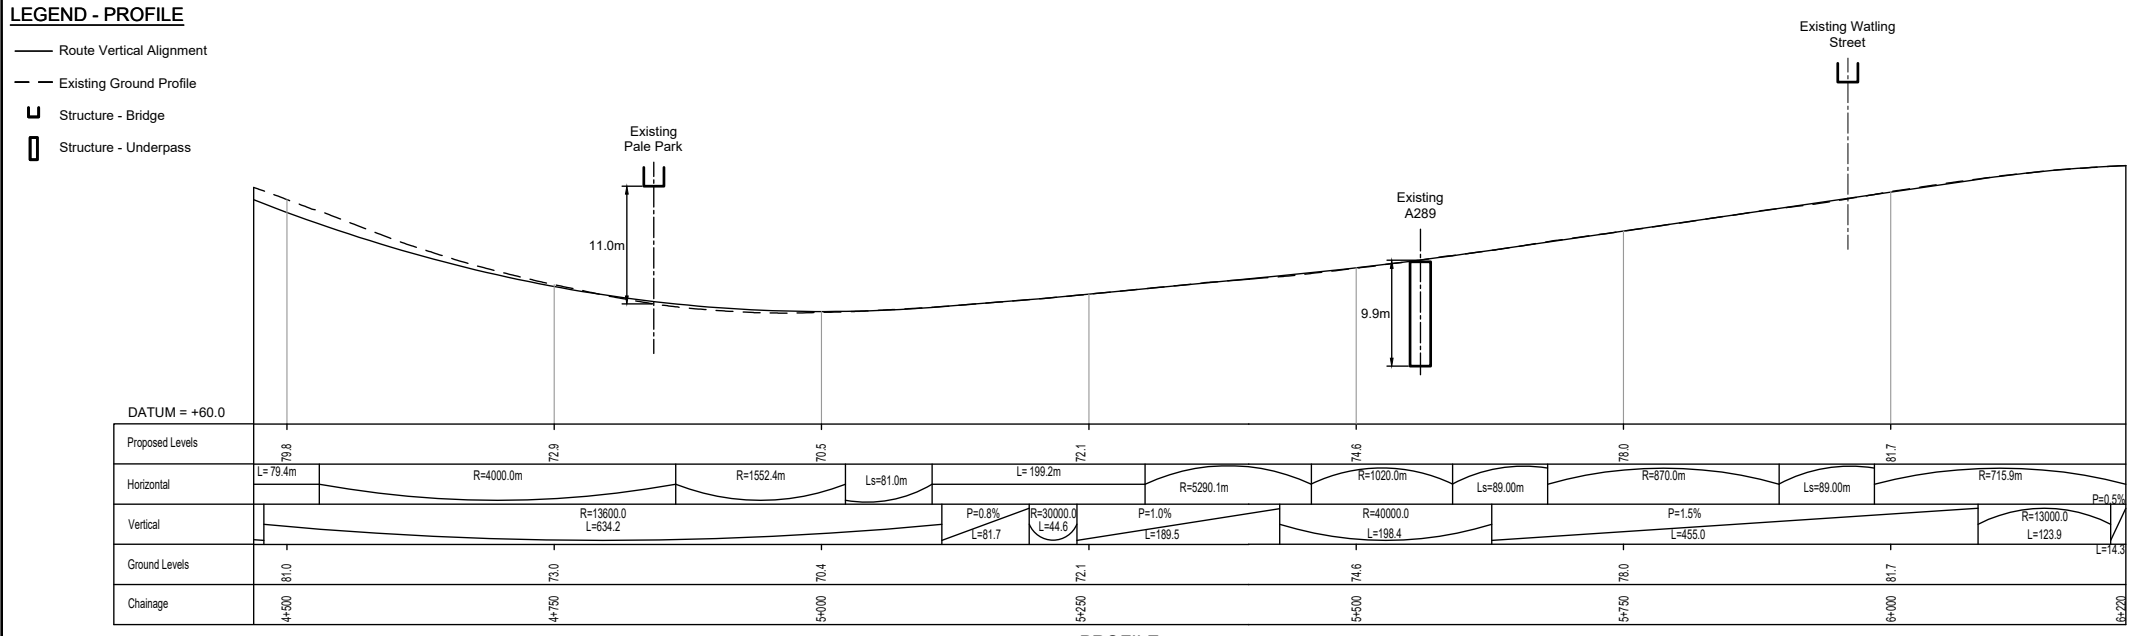 LEGEND - PROFILE
Route Vertical Alignment
Existing Ground Profile
Structure - Bridge
Structure - Underpass
Existing
Pale Park
11.0m
Existing
A289
9.9m
Existing Watling
Street
DATUM = +60.0
Proposed Levels
79.8
72.9
70.5
72.1
74.6
78.0
81.7
Horizontal
L= 79.4m
R=4000.0m
R=1552.4m
Ls=81.0m
L= 199.2m
R=5290.1m
R=1020.0m
Ls=89.00m
R=870.0m
Ls=89.00m
R=715.9m
Vertical
R=13600.0
L=634.2
P=0.8%
L=81.7
R=30000.0
L=44.6
P=1.0%
L=189.5
R=40000.0
L=198.4
P=1.5%
L=455.0
R=13000.0
L=123.9
P=0.5%
L=14.3
Ground Levels
81.0
73.0
70.4
72.1
74.6
78.0
81.7
Chainage
4+500
4+750
5+000
5+250
5+500
5+750
6+000
6+220